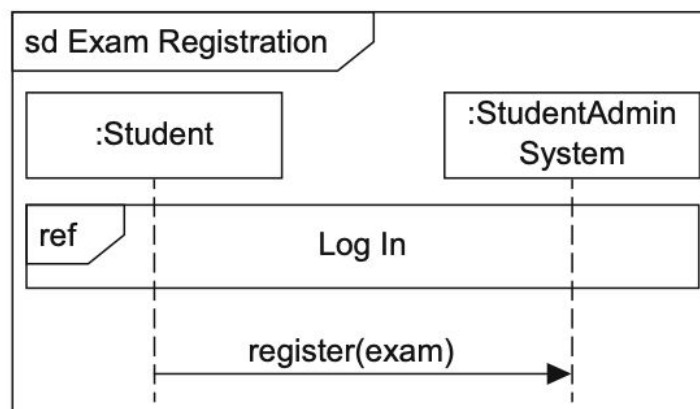 sd Exam Registration
:Student
:StudentAdmin
System
ref
Log In
register(exam)